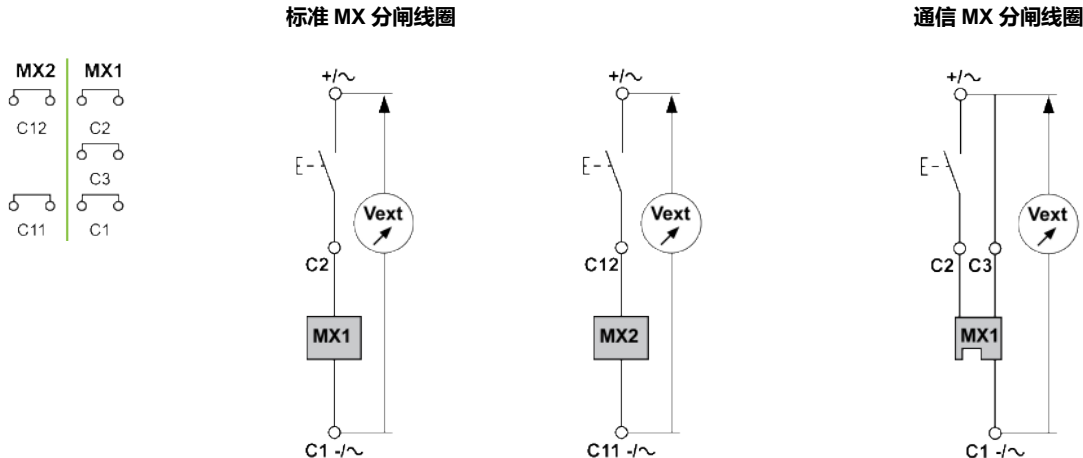 标准 MX 分闸线圈
通信 MX 分闸线圈
MX2 MX1
C12 C2
C3
C11 C1
+/～
Vext
C2
MX1
C1 -/～
+/～
Vext
C12
MX2
C11 -/～
+/～
Vext
C2 C3
MX1
C1 -/～